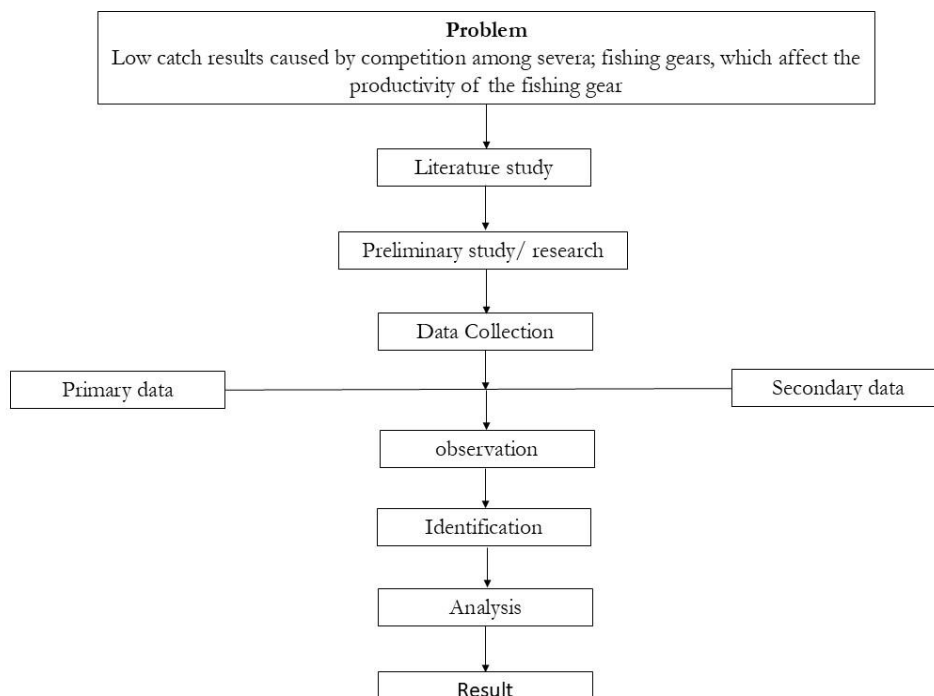 Problem
Low catch results caused by competition among severa; fishing gears, which affect the
productivity of the fishing gear
Literature study
Preliminary study/ research
Data Collection
Primary data
Secondary data
observation
Identification
Analysis
Result